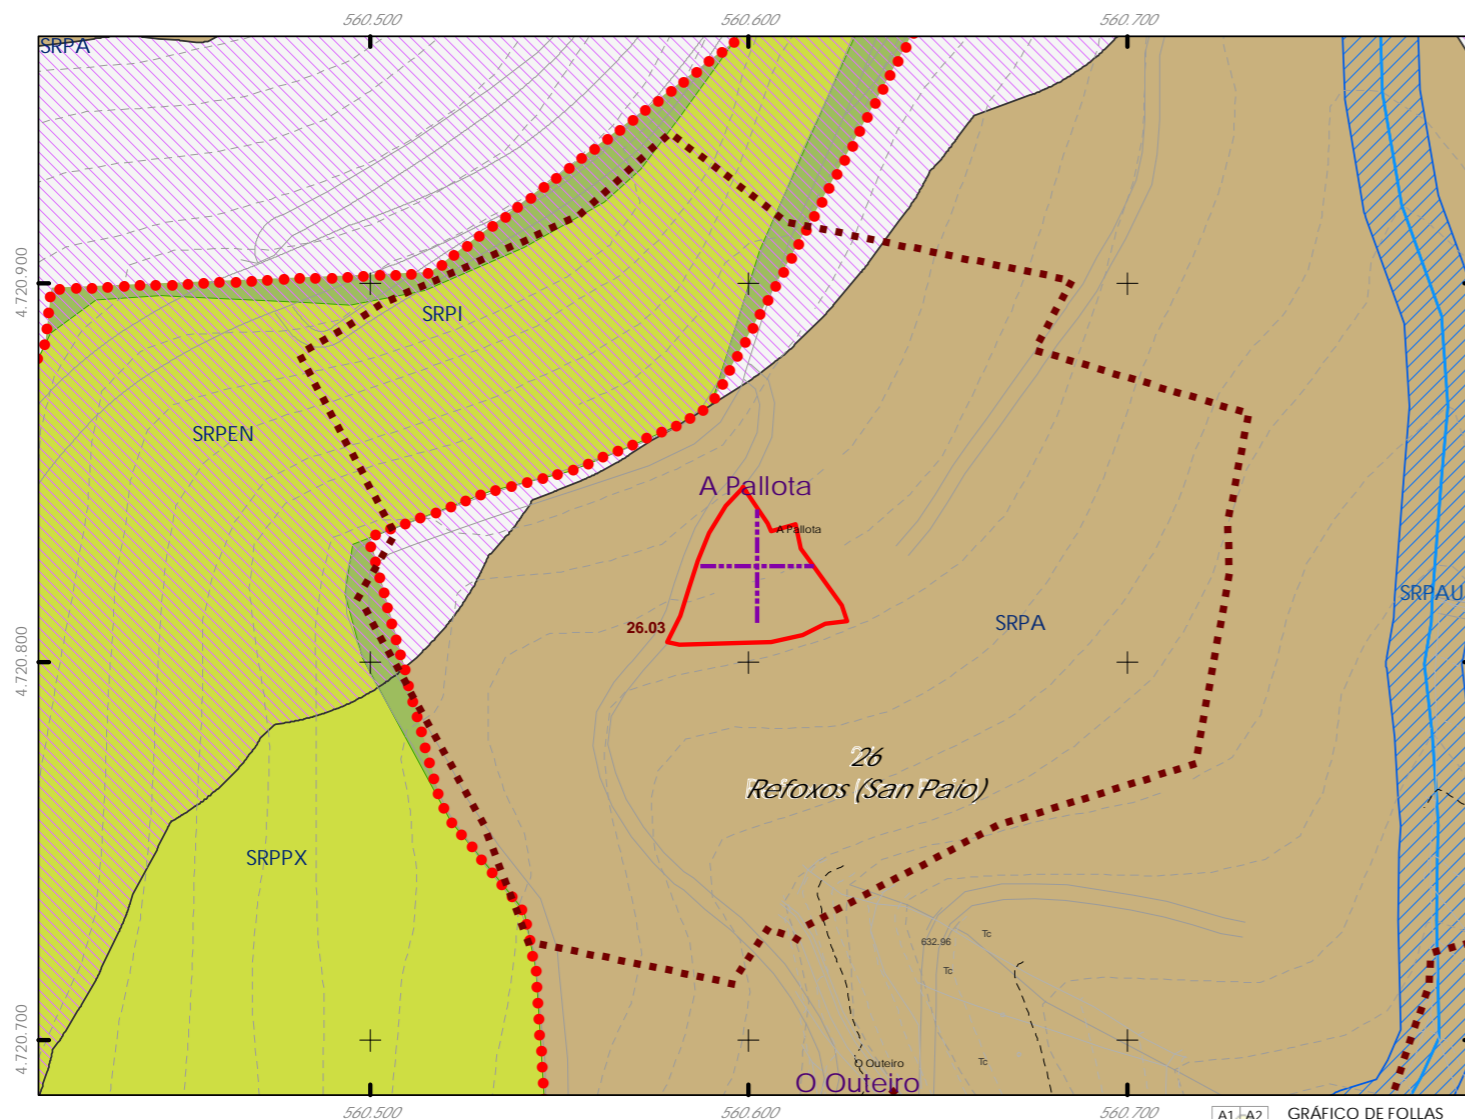 560.500
560.600
560.700
SRPA
4.720.900
SRPI
SRPEN
A Pallota
A Pallota
SRPAU
26.03
SRPA
4.720.800
26
Refoxos (San Paio)
SRPPX
Tc
632.96
Tc
4.720.700
O Outeiro
Tc
O Outeiro
560.500
560.600
560.700
A1 A2
GRÁFICO DE FOLLAS